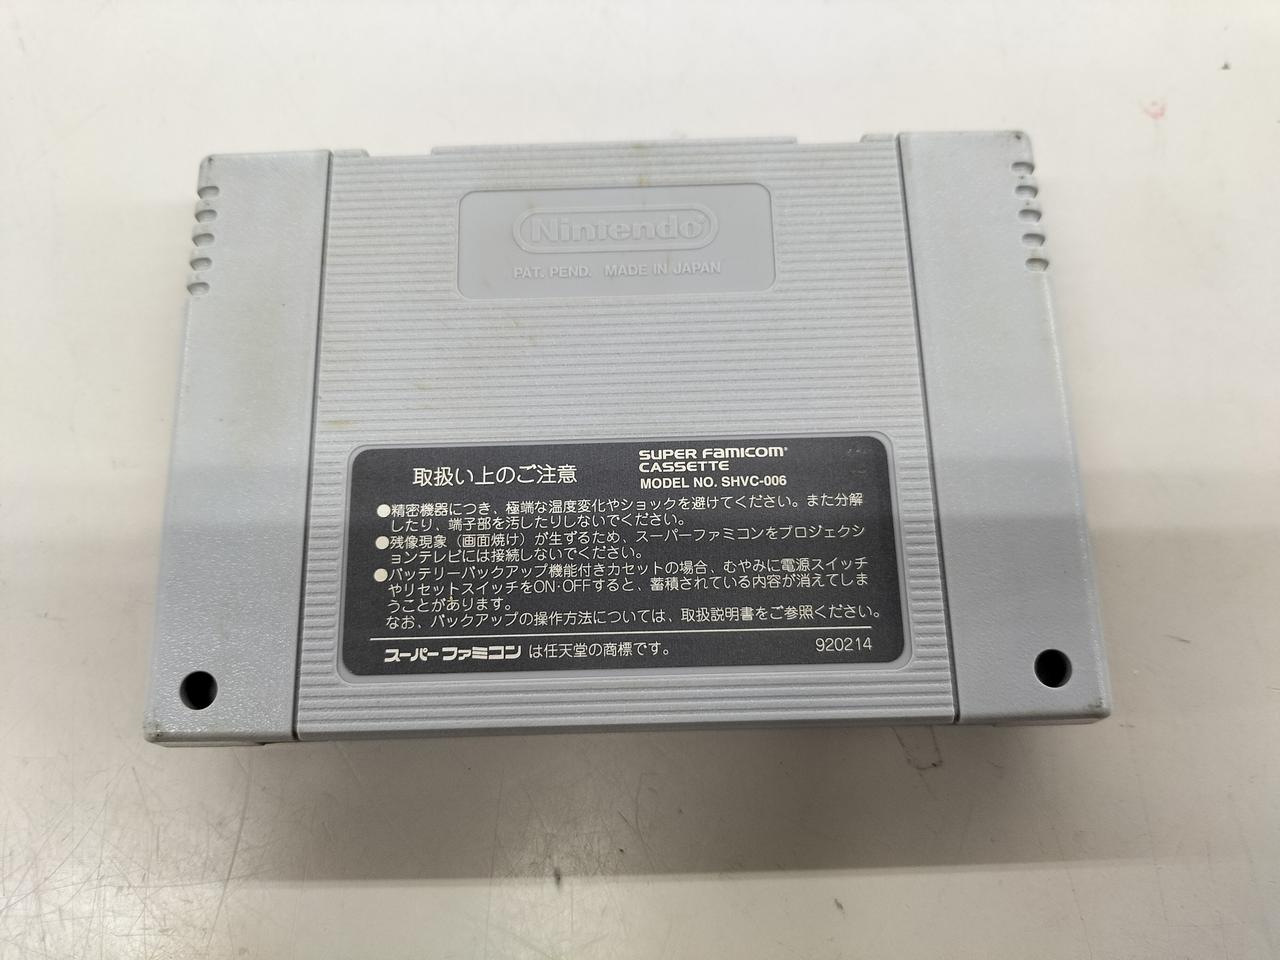 Nintendo®
PAT. PEND. MADE IN JAPAN
取扱い上のご注意
SUPER FAMICOM®
CASSETTE
MODEL NO. SHVC-006
●精密機器につき、極端な温度変化やショックを避けてください。また分解
したり、端子部を汚したりしないでください。
●残像現象（画面焼け）が生ずるため、スーパーファミコンをプロジェクシ
ョンテレビには接続しないでください。
●バッテリーバックアップ機能付きカセットの場合、むやみに電源スイッチ
やリセットスイッチをON・OFFすると、蓄積されている内容が消えてしま
うことがあります。
なお、バックアップの操作方法については、取扱説明書をご参照ください。
スーパーファミコン は任天堂の商標です。
920214